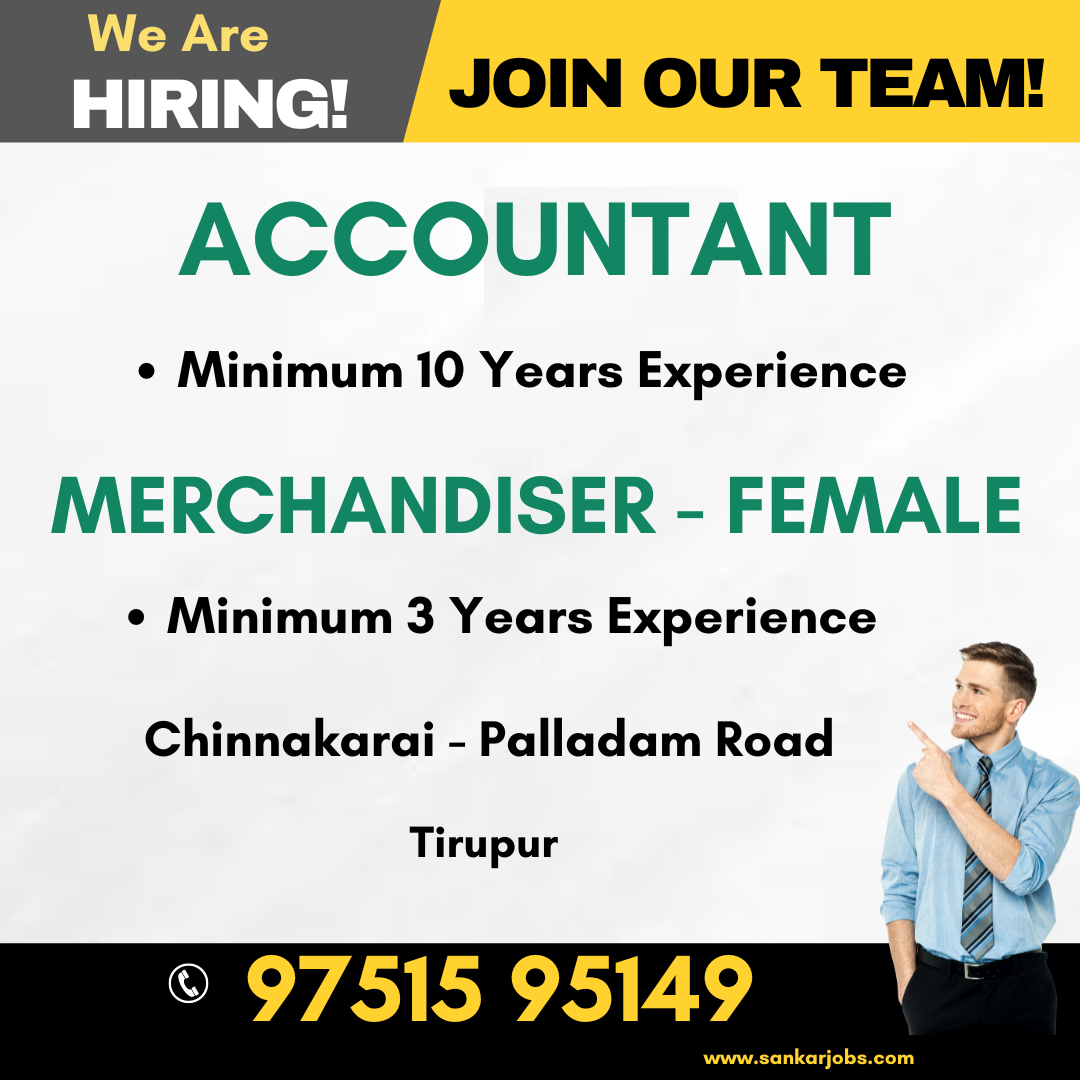 We Are
HIRING!
JOIN OUR TEAM!
ACCOUNTANT
• Minimum 10 Years Experience
MERCHANDISER - FEMALE
• Minimum 3 Years Experience
Chinnakarai - Palladam Road
Tirupur
97515 95149
www.sankarjobs.com